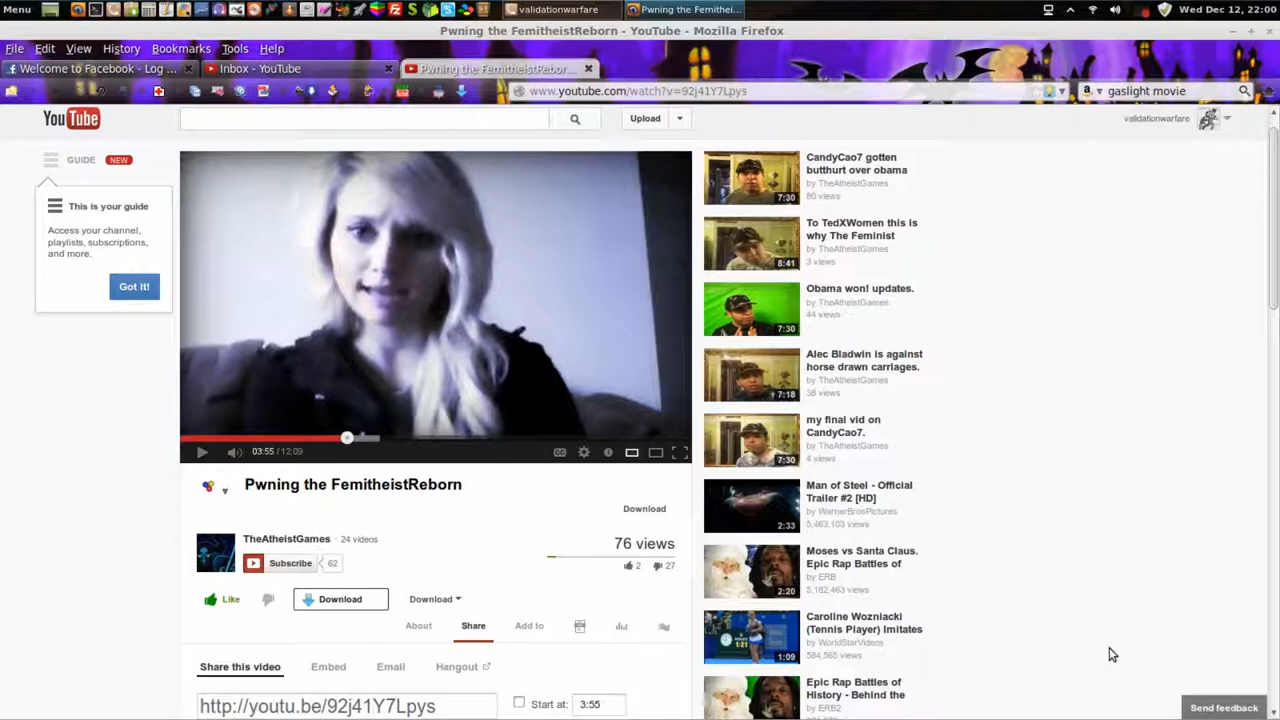 Menu
validationwarfare
Pwning the Femitheistrei...
Wed Dec 12, 22:00
Pwning the FemitheistReborn - YouTube - Mozilla Firefox
File Edit View History Bookmarks Tools Help
Welcome to Facebook - Log ...
Inbox - YouTube
Pwning the FemitheistRebor...
www.youtube.com/watch?v=92j41Y7Lpys
gaslight movie
YouTube
Upload
validationwarfare
GUIDE NEW
This is your guide
Access your channel,
playlists, subscriptions,
and more.
Got it!
03:55 / 12:09
Pwning the FemitheistReborn
Download
TheAtheistGames 24 videos
Subscribe 62
76 views
2 27
Like
Download
Download
About Share Add to
Share this video Embed Email Hangout
http://youtu.be/92j41Y7Lpys
Start at: 3:55
7:30
CandyCao7 gotten
butthurt over obama
by TheAtheistGames
80 views
8:41
To TedXWomen this is
why The Feminist
by TheAtheistGames
3 views
7:30
Obama won! updates.
by TheAtheistGames
44 views
7:18
Alec Bladwin is against
horse drawn carriages.
by TheAtheistGames
38 views
7:30
my final vid on
CandyCao7.
by TheAtheistGames
4 views
2:33
Man of Steel - Official
Trailer #2 [HD]
by WarnerBrosPictures
5,463,103 views
2:20
Moses vs Santa Claus.
Epic Rap Battles of
by ERB
5,182,463 views
1:09
Caroline Wozniacki
(Tennis Player) Imitates
by WorldStarVideos
584,565 views
Epic Rap Battles of
History - Behind the
by ERB2
Send feedback